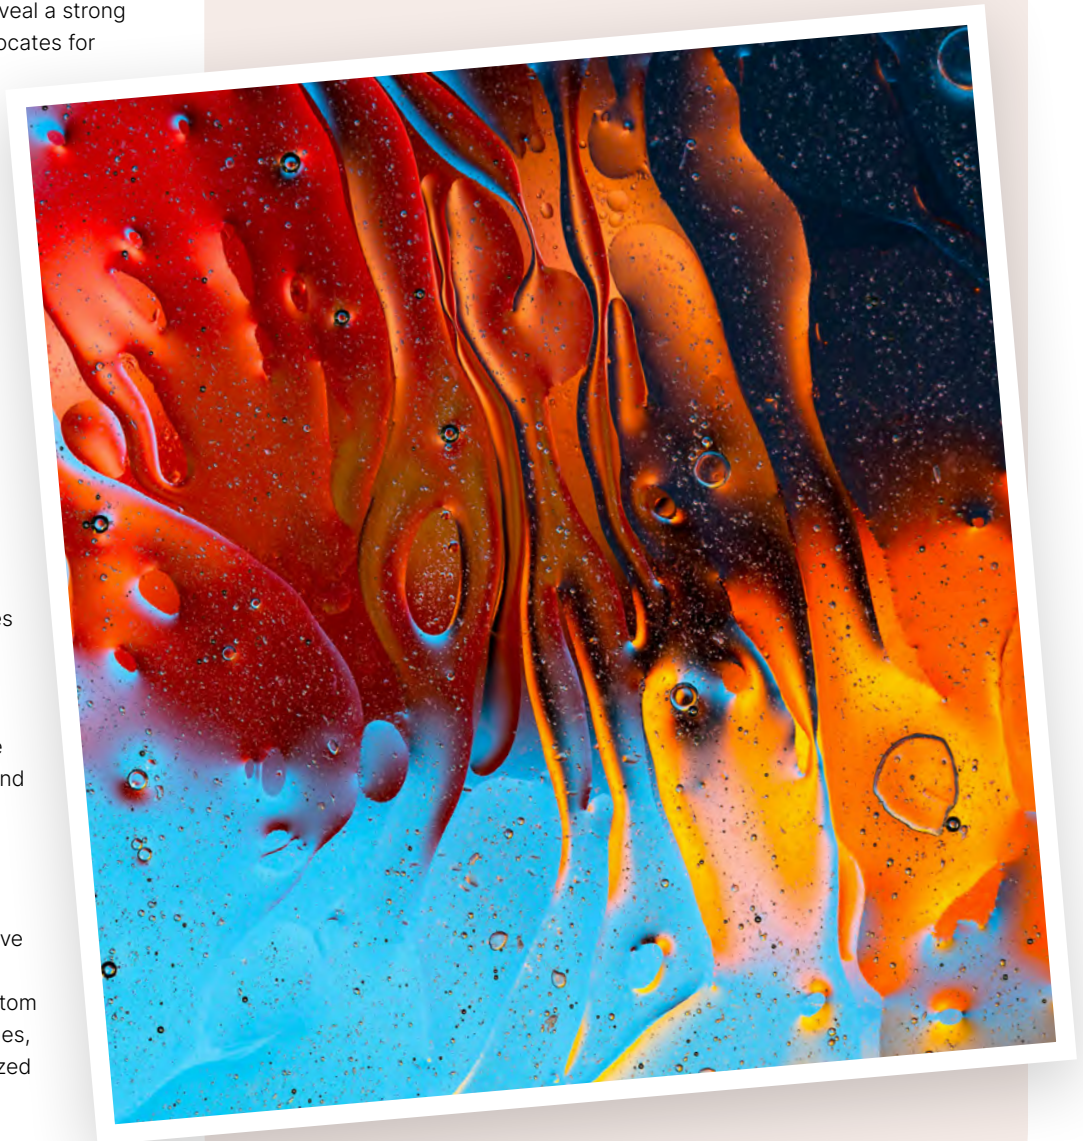 veal a strong
ocates for
es
e
nd
ve
tom
es,
zed